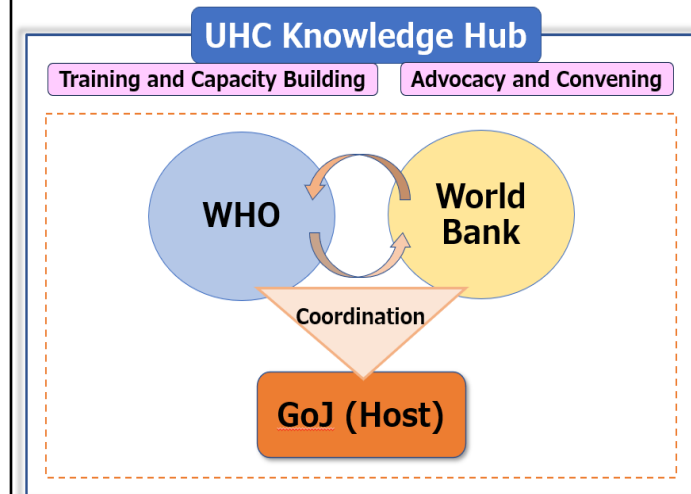 UHC Knowledge Hub
Training and Capacity Building
Advocacy and Convening
WHO
World
Bank
Coordination
GoJ (Host)